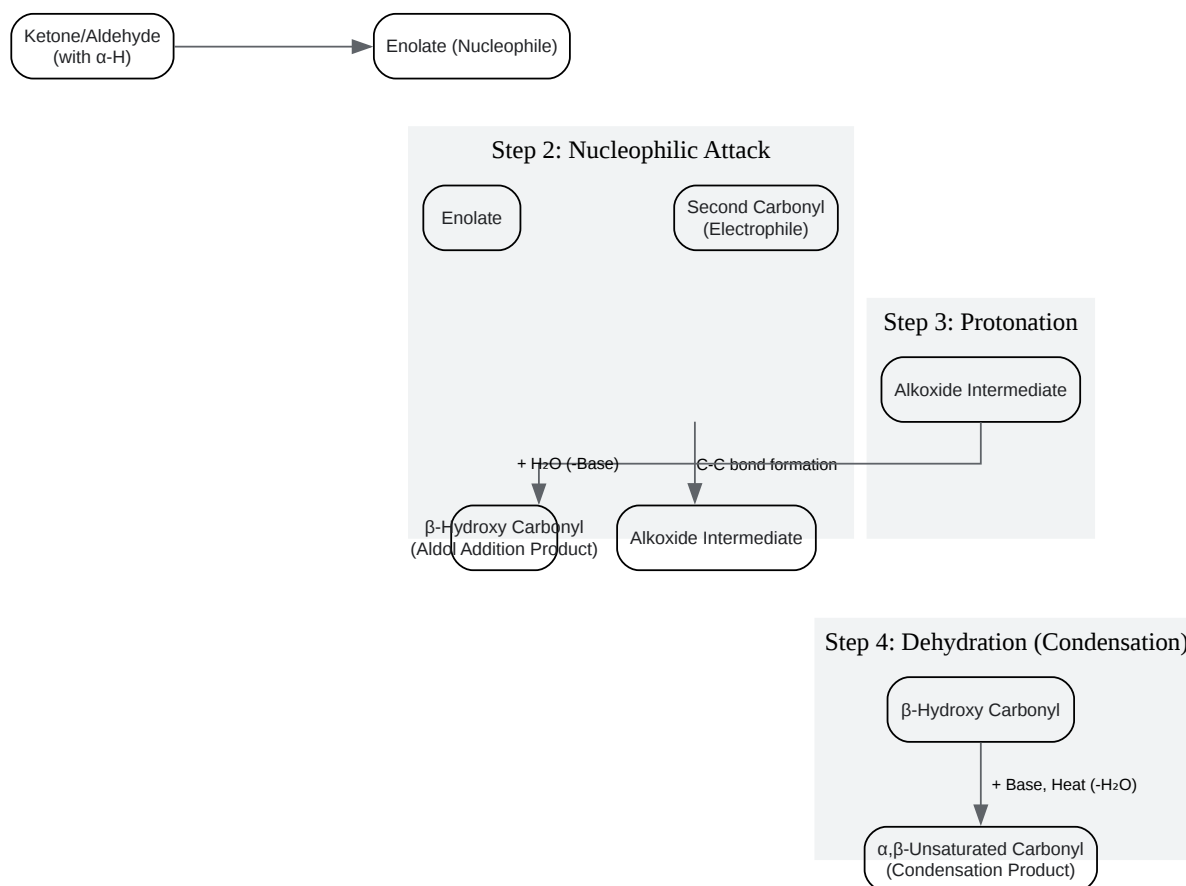 Ketone/Aldehyde
(with α-H)
Enolate (Nucleophile)
Step 2: Nucleophilic Attack
Enolate
Second Carbonyl
(Electrophile)
Step 3: Protonation
Alkoxide Intermediate
+ H₂O (-Base)
C-C bond formation
β-Hydroxy Carbonyl
(Aldol Addition Product)
Alkoxide Intermediate
Step 4: Dehydration (Condensation)
β-Hydroxy Carbonyl
+ Base, Heat (-H₂O)
α,β-Unsaturated Carbonyl
(Condensation Product)